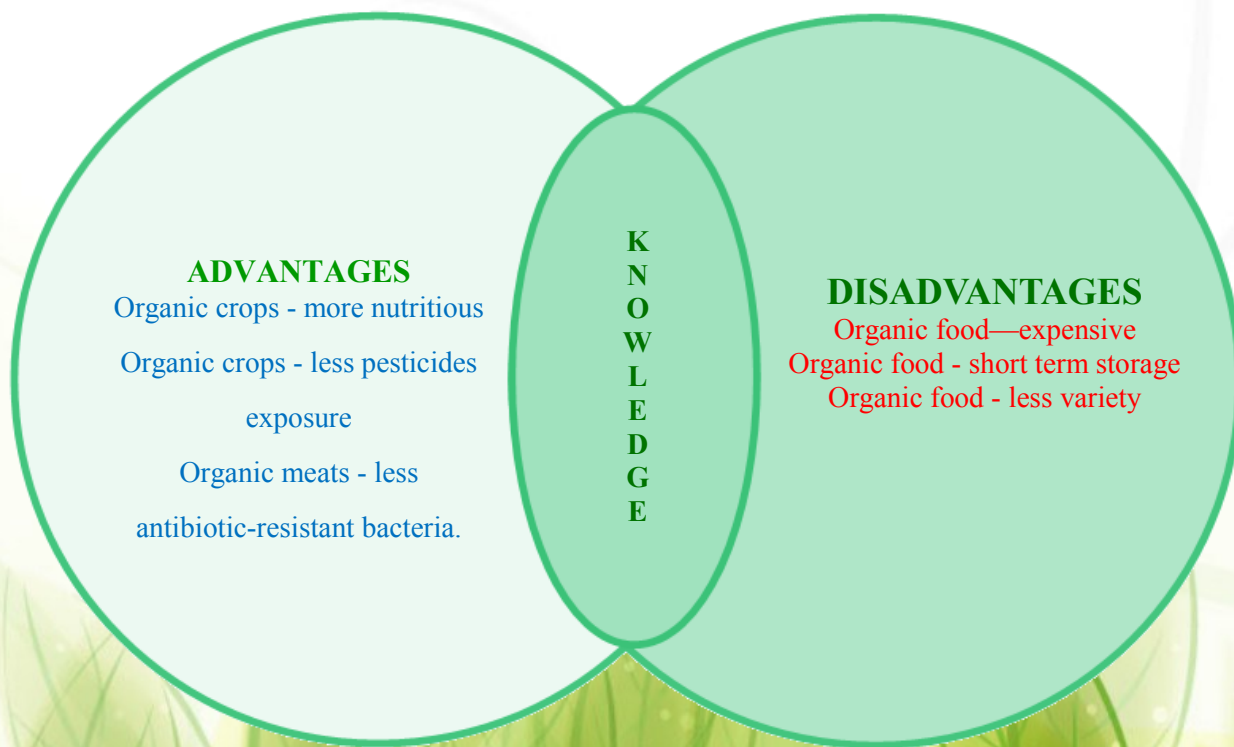 ADVANTAGES
Organic crops - more nutritious
Organic crops - less pesticides
exposure
Organic meats - less
antibiotic-resistant bacteria.
K
N
O
W
L
E
D
G
E
DISADVANTAGES
Organic food—expensive
Organic food - short term storage
Organic food - less variety